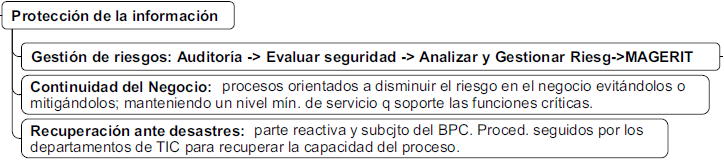 Protección de la información
Gestión de riesgos: Auditoría -> Evaluar seguridad -> Analizar y Gestionar Riesg->MAGERIT
Continuidad del Negocio: procesos orientados a disminuir el riesgo en el negocio evitándolos o
mitigándolos; manteniendo un nivel mín. de servicio q soporte las funciones críticas.
Recuperación ante desastres: parte reactiva y subcjto del BPC. Proced. seguidos por los
departamentos de TIC para recuperar la capacidad del proceso.